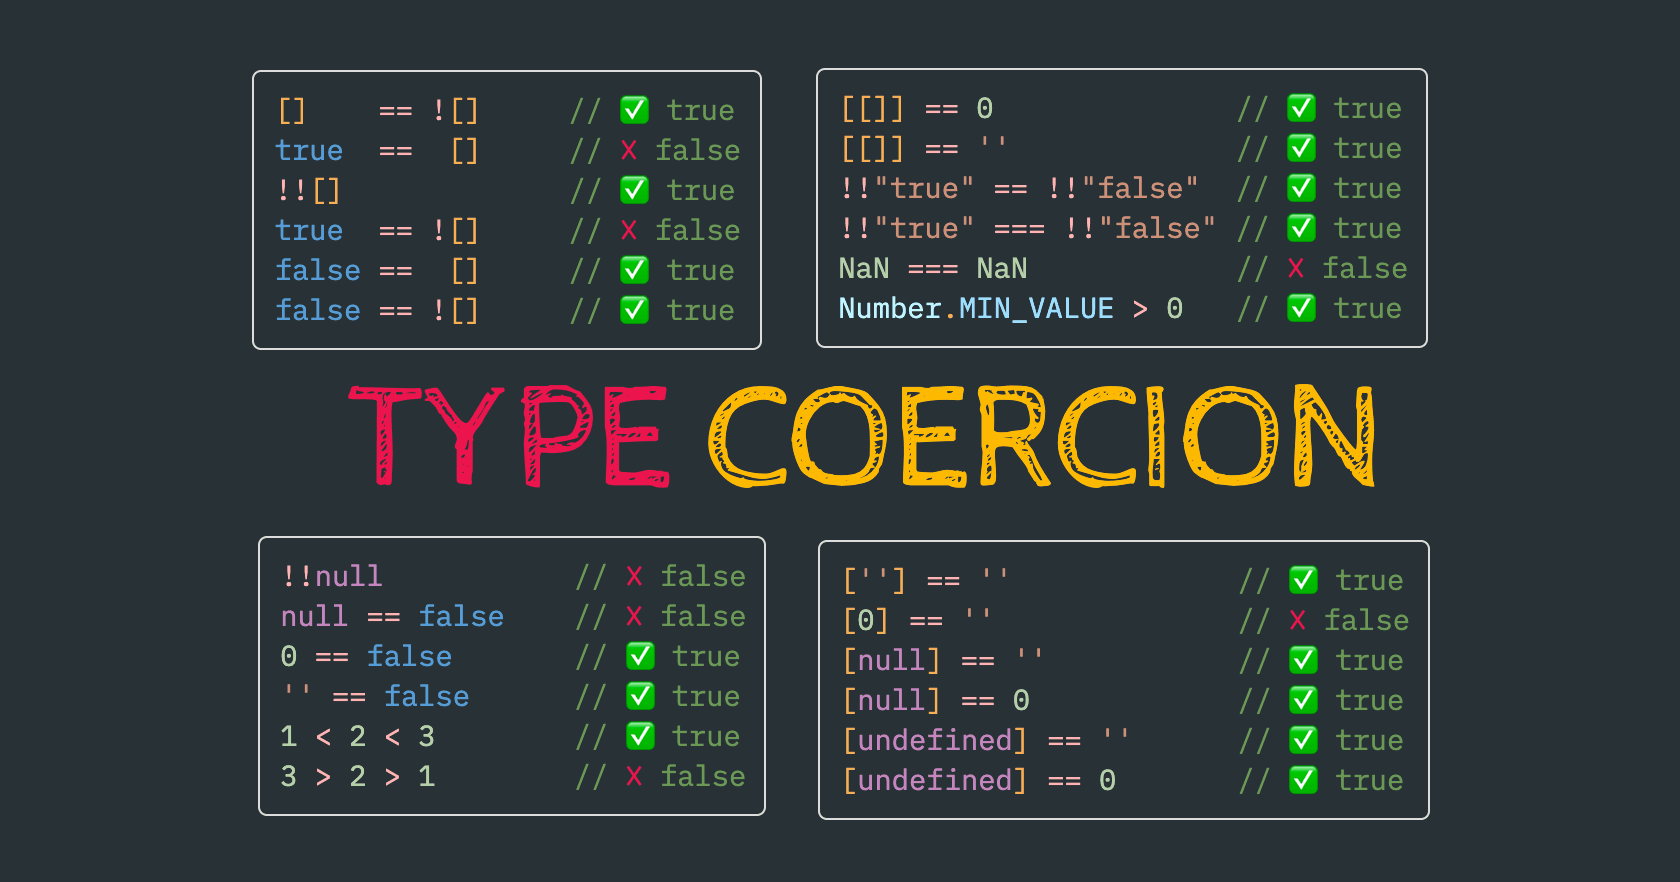 [] == ![] // ✅ true
true == [] // ❌ false
!![] // ✅ true
true == ![] // ❌ false
false == [] // ✅ true
false == ![] // ✅ true
[[]] == 0 // ✅ true
[[]] == '' // ✅ true
!!"true" == !!"false" // ✅ true
!!"true" === !!"false" // ✅ true
NaN === NaN // ❌ false
Number.MIN_VALUE > 0 // ✅ true
TYPE COERCION
!!null // ❌ false
null == false // ❌ false
0 == false // ✅ true
'' == false // ✅ true
1 < 2 < 3 // ✅ true
3 > 2 > 1 // ❌ false
[''] == '' // ✅ true
[0] == '' // ❌ false
[null] == '' // ✅ true
[null] == 0 // ✅ true
[undefined] == '' // ✅ true
[undefined] == 0 // ✅ true